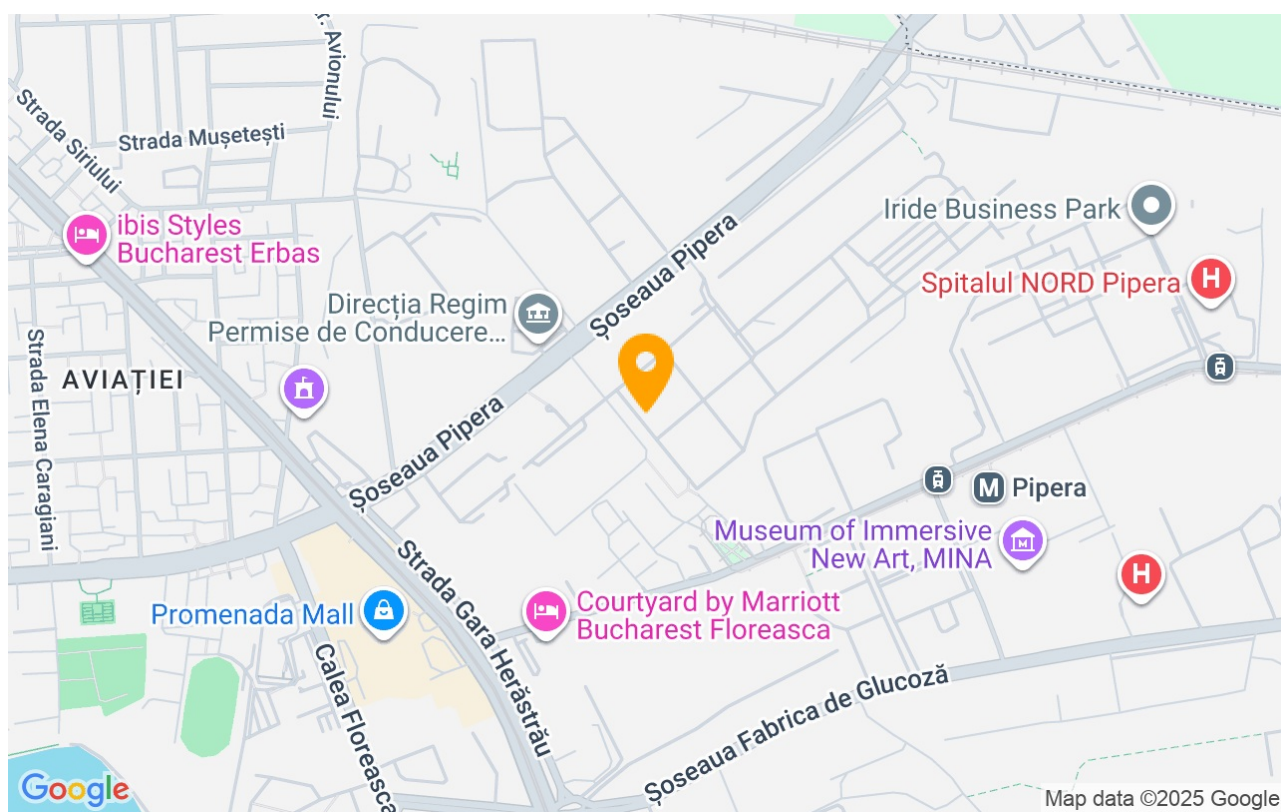 r. Avionului
Strada Siriului
Strada Mușetești
ibis Styles
Bucharest Erbas
Iride Business Park
Șoseaua Pipera
Spitalul NORD Pipera
H
Direcția Regim
Permise de Conducere...
Strada Elena Caragiani
AVIAȚIEI
Șoseaua Pipera
M Pipera
Museum of Immersive
New Art, MINA
H
Strada Gara Herăstrău
Courtyard by Marriott
Bucharest Floreasca
Promenada Mall
Calea Floreasca
Șoseaua Fabrica de Glucoză
Google
Map data ©2025 Google